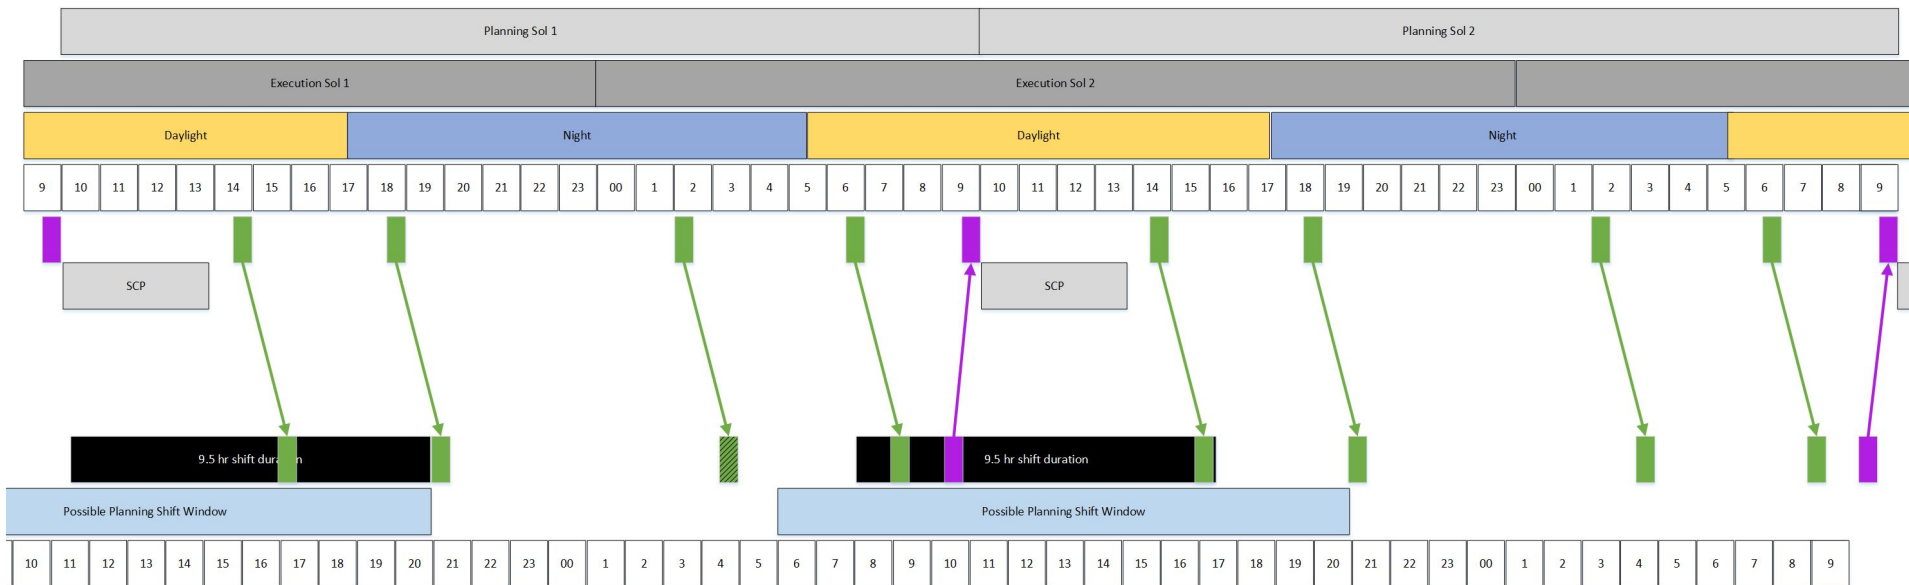 Planning Sol 1 Planning Sol 2
Execution Sol 1 Execution Sol 2
Daylight Night Daylight Night
9 10 11 12 13 14 15 16 17 18 19 20 21 22 23 00 1 2 3 4 5 6 7 8 9 10 11 12 13 14 15 16 17 18 19 20 21 22 23 00 1 2 3 4 5 6 7 8 9
SCP SCP
9.5 hr shift dura n 9.5 hr shift duration
Possible Planning Shift Window Possible Planning Shift Window
10 11 12 13 14 15 16 17 18 19 20 21 22 23 00 1 2 3 4 5 6 7 8 9 10 11 12 13 14 15 16 17 18 19 20 21 22 23 00 1 2 3 4 5 6 7 8 9